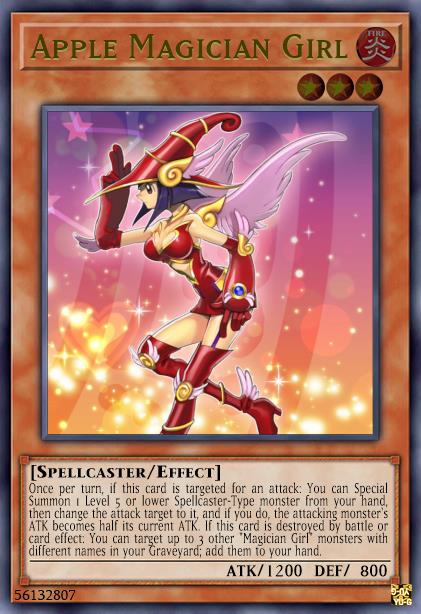 APPLE MAGICIAN GIRL
FIRE
炎
[SPELLCASTER/EFFECT]
Once per turn, if this card is targeted for an attack: You can Special
Summon 1 Level 5 or lower Spellcaster-Type monster from your hand,
then change the attack target to it, and if you do, the attacking monster's
ATK becomes half its current ATK. If this card is destroyed by battle or
card effect: You can target up to 3 other "Magician Girl" monsters with
different names in your Graveyard; add them to your hand.
ATK/1200 DEF/ 800
56132807